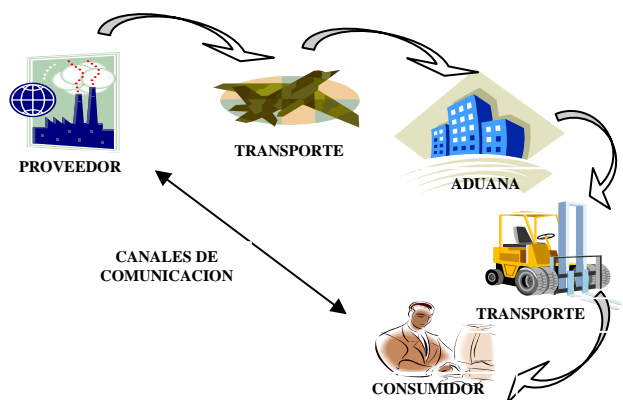 PROVEEDOR
TRANSPORTE
ADUANA
TRANSPORTE
CANALES DE
COMUNICACION
CONSUMIDOR